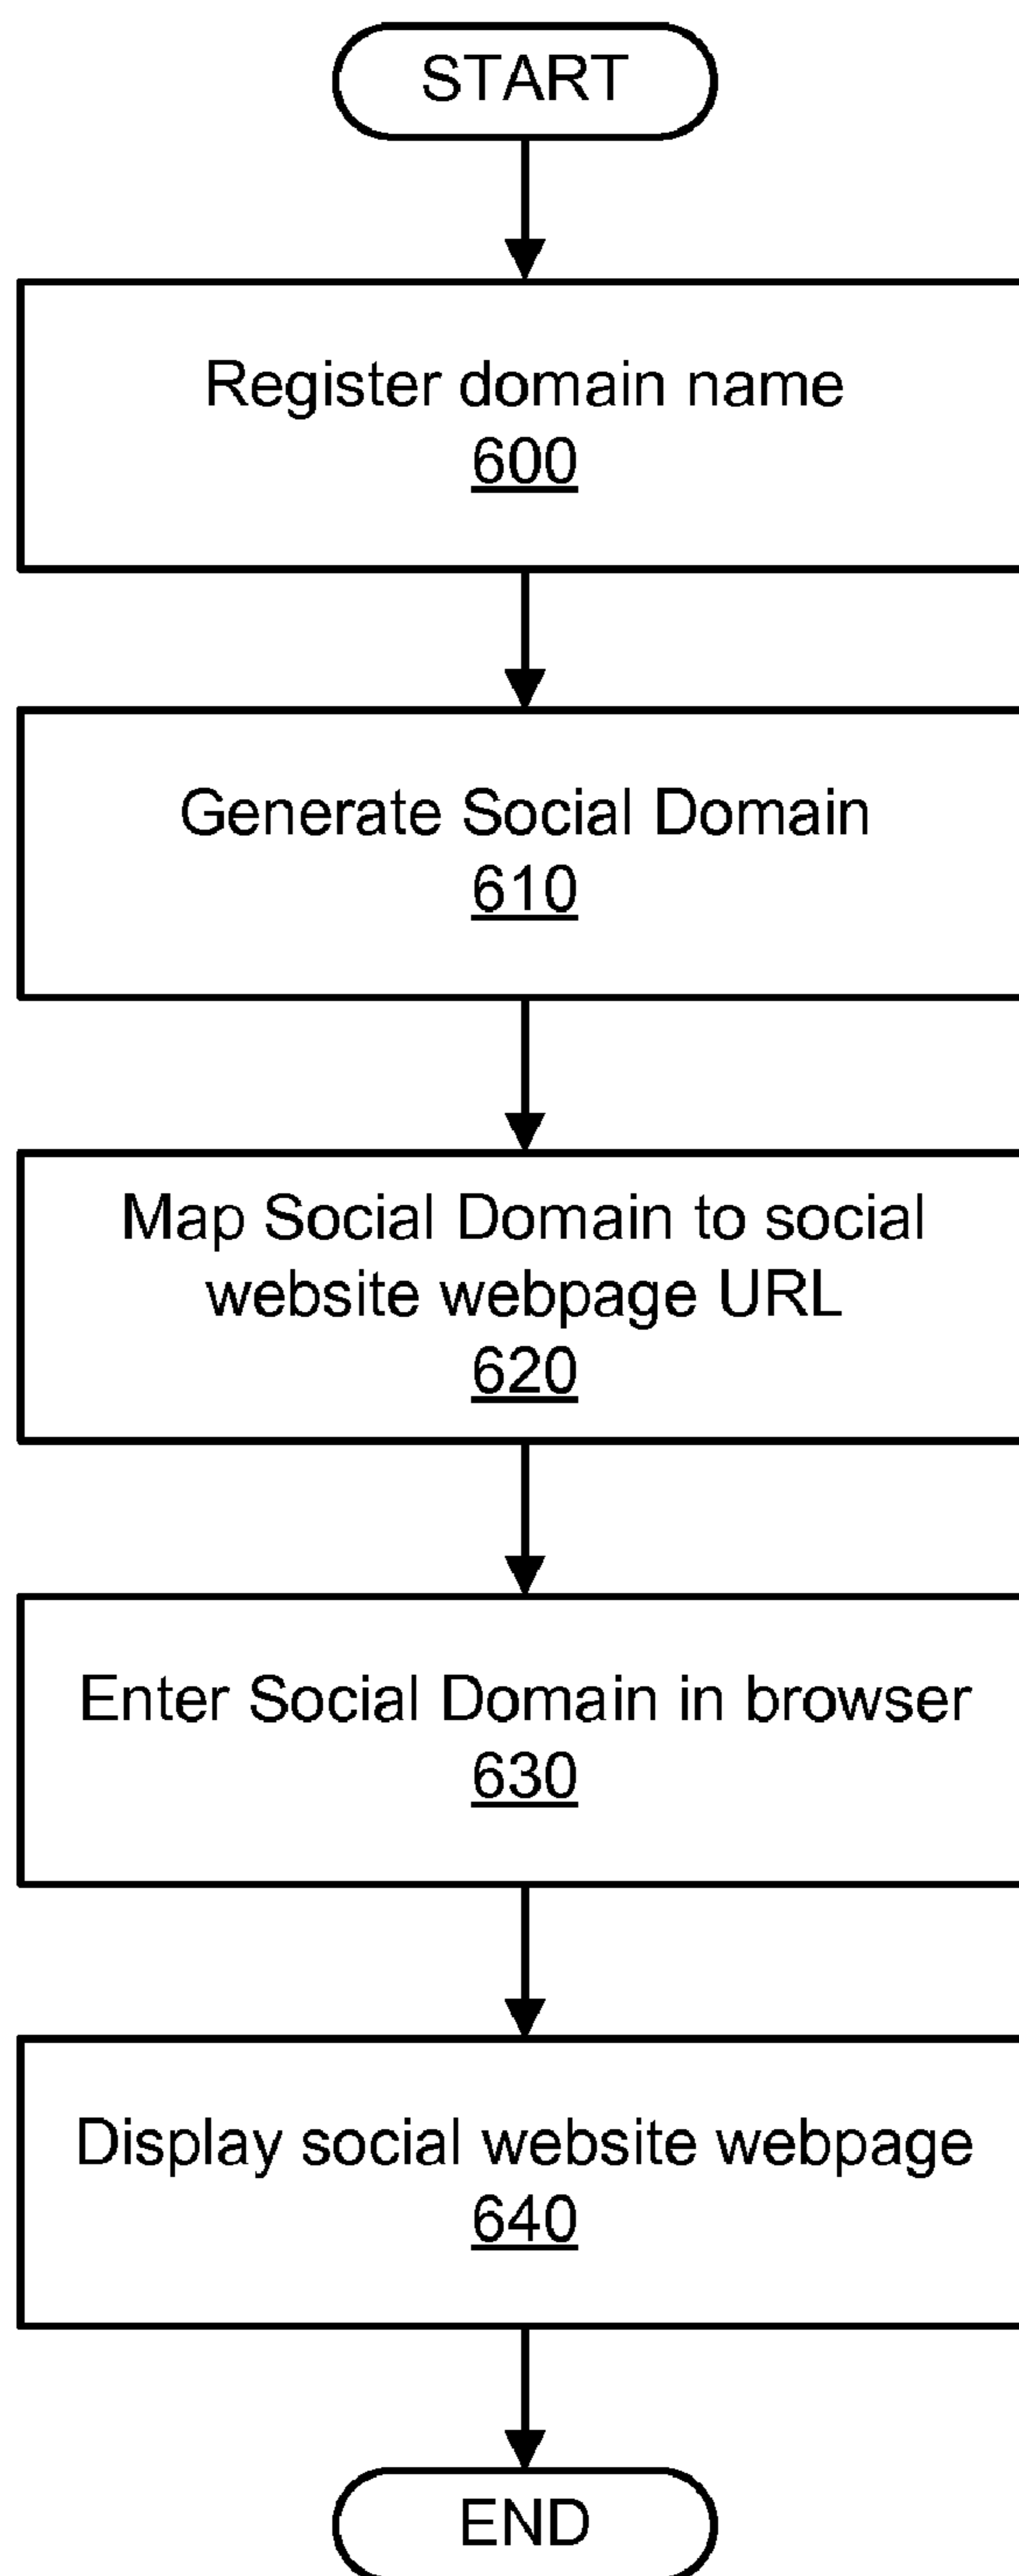 START
Register domain name
600
Generate Social Domain
610
Map Social Domain to social
website webpage URL
620
Enter Social Domain in browser
630
Display social website webpage
640
END